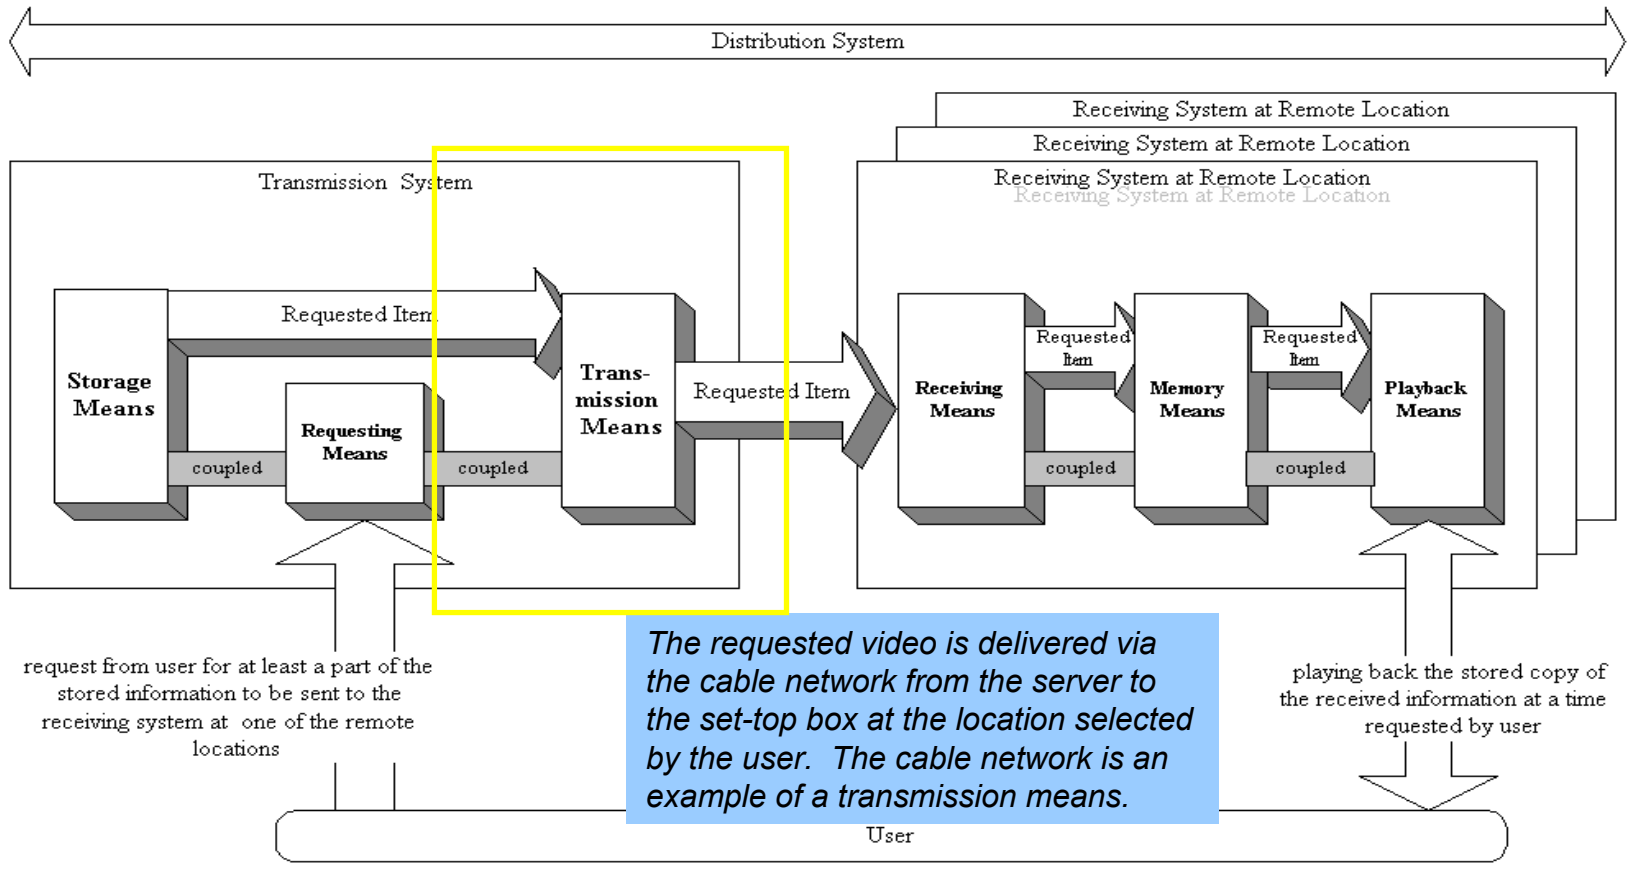 Distribution System
Receiving System at Remote Location
Receiving System at Remote Location
Receiving System at Remote Location
Receiving System at Remote Location
Transmission System
Requested Item
Storage
Means
Requesting
Means
coupled
coupled
Trans-
mission
Means
Requested Item
Receiving
Means
Requested
Item
coupled
Memory
Means
Requested
Item
coupled
Playback
Means
request from user for at least a part of the
stored information to be sent to the
receiving system at one of the remote
locations
The requested video is delivered via
the cable network from the server to
the set-top box at the location selected
by the user. The cable network is an
example of a transmission means.
playing back the stored copy of
the received information at a time
requested by user
User